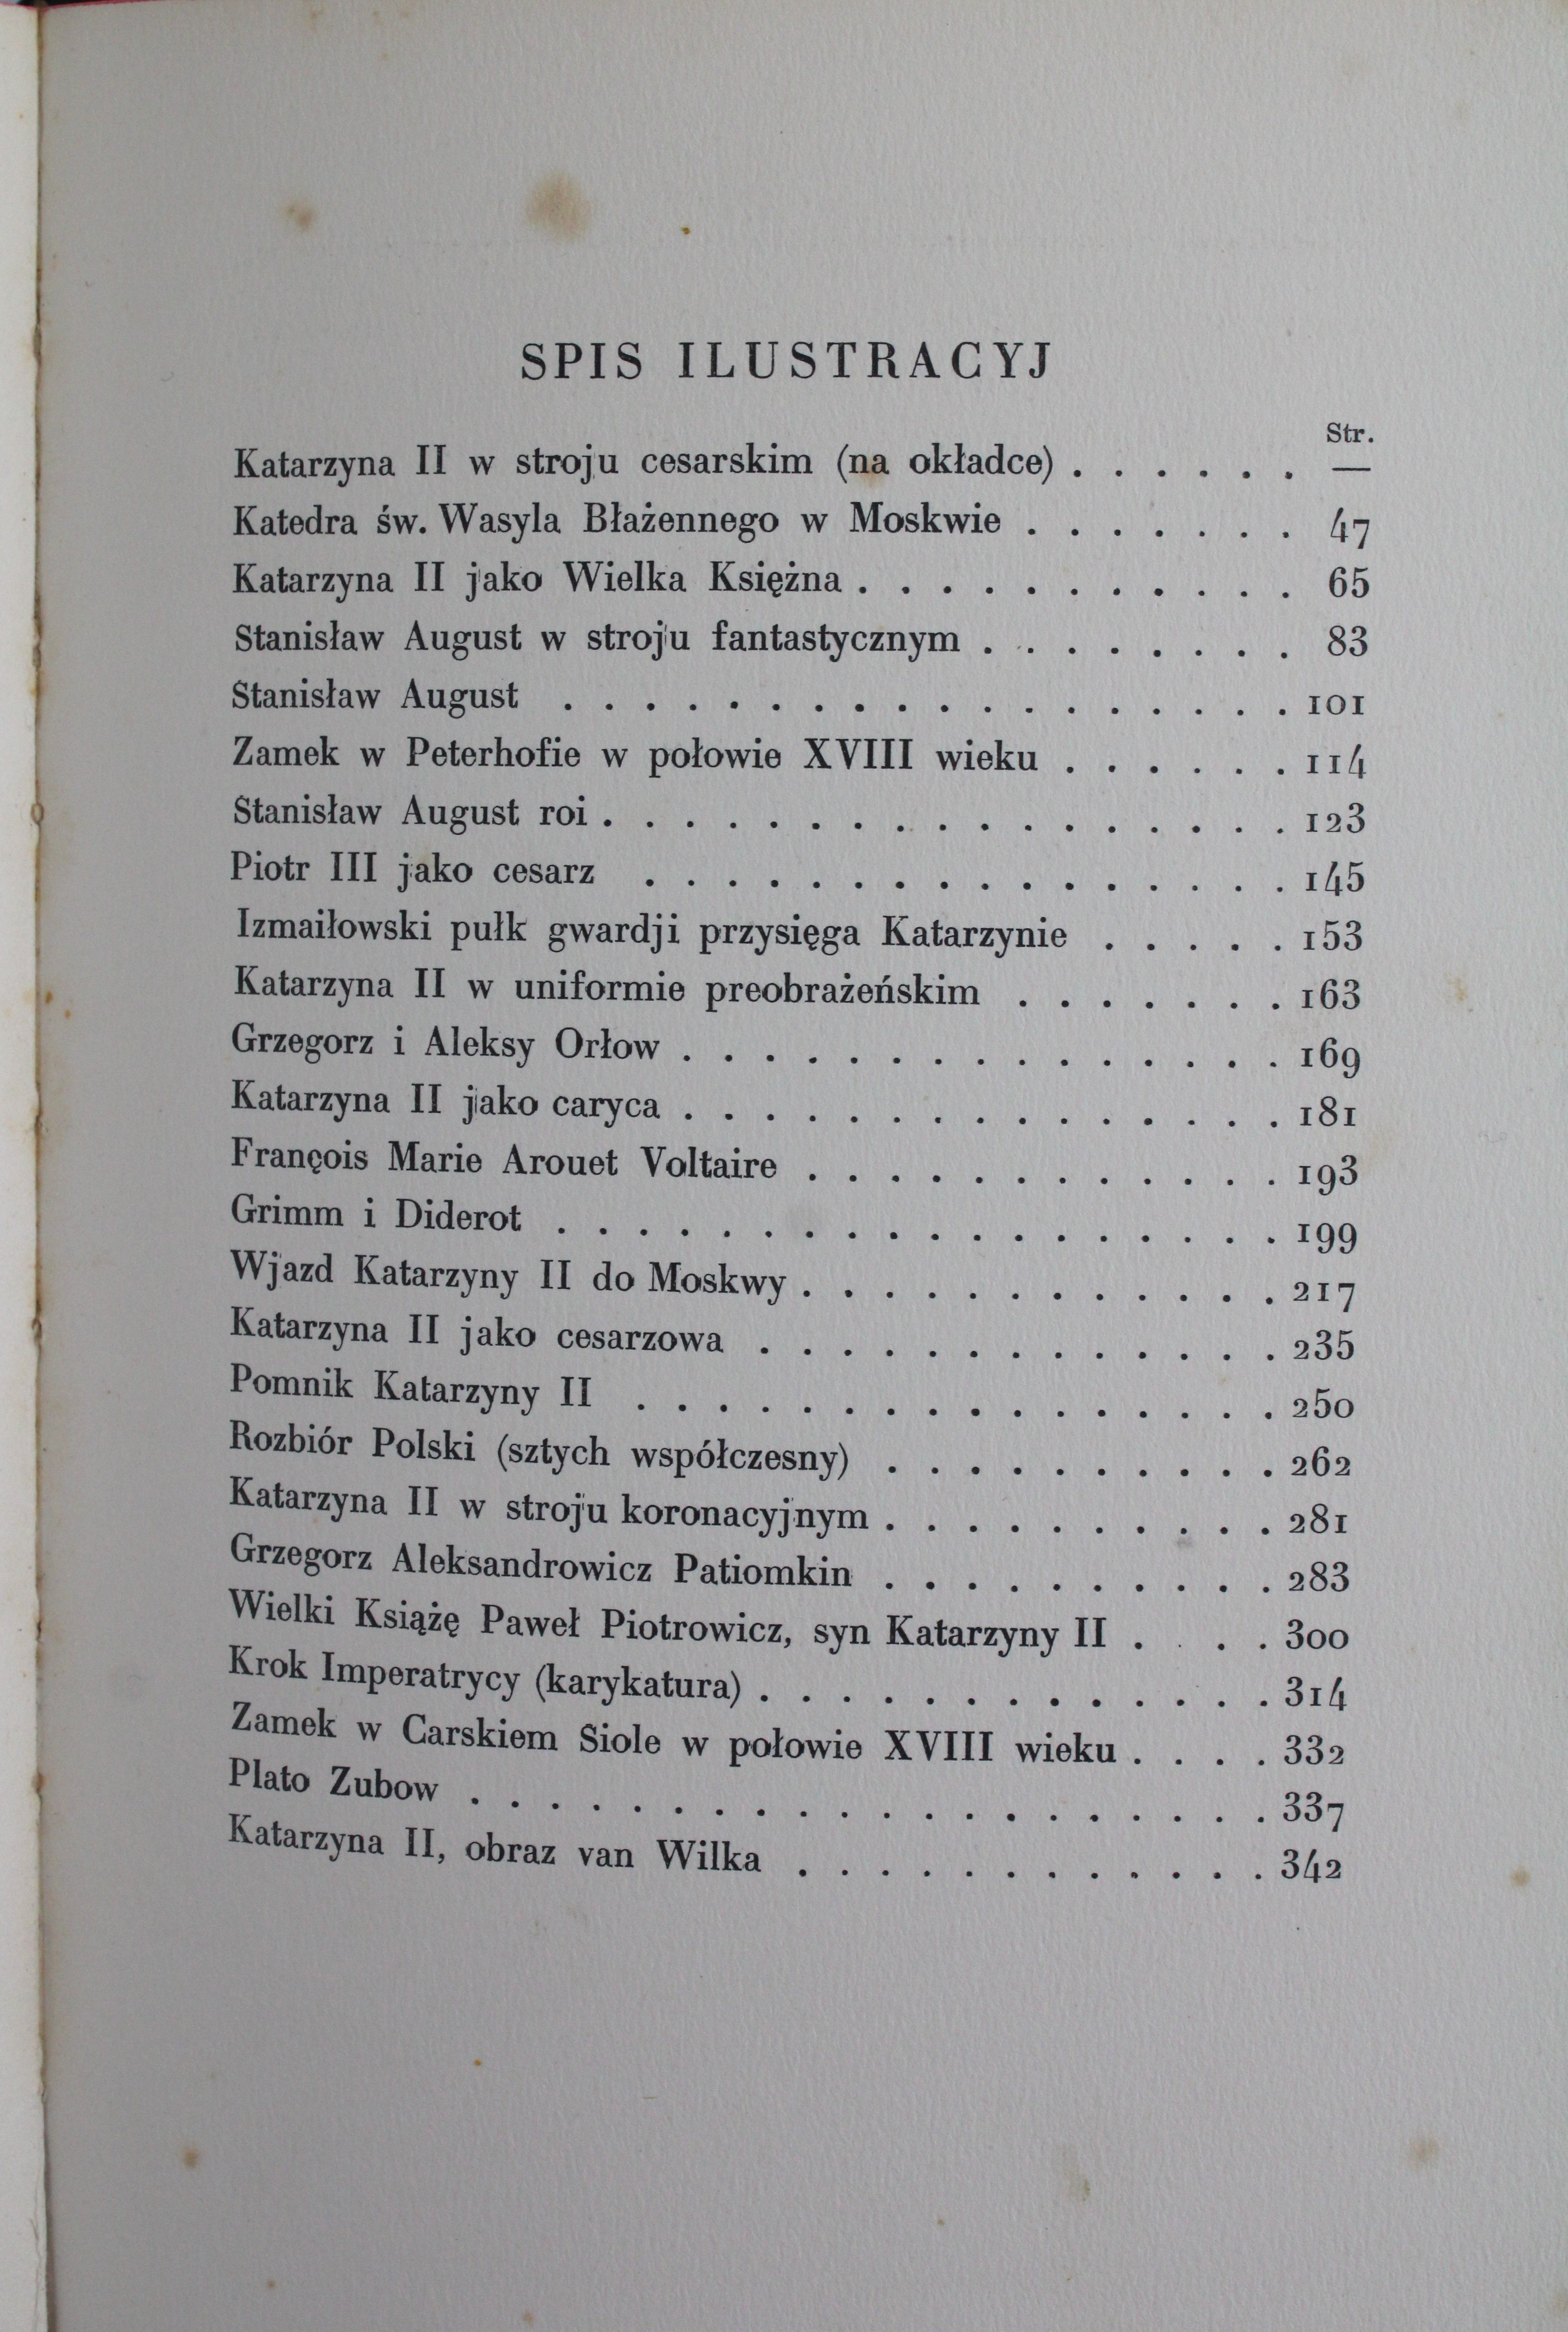 SPIS ILUSTRACYJ
Str.
Katarzyna II w stroju cesarskim (na okładce) . . . . . . —
Katedra św. Wasyla Błażennego w Moskwie . . . . . . . 47
Katarzyna II jako Wielka Księżna . . . . . . . . . . . 65
Stanisław August w stroju fantastycznym . . . . . . . . 83
Stanisław August . . . . . . . . . . . . . . . . . . 101
Zamek w Peterhofie w połowie XVIII wieku . . . . . . 114
Stanisław August roi . . . . . . . . . . . . . . . . . 123
Piotr III jako cesarz . . . . . . . . . . . . . . . . 145
Izmaiłowski pułk gwardji przysięga Katarzynie . . . . . 153
Katarzyna II w uniformie preobrażeńskim . . . . . . . 163
Grzegorz i Aleksy Orłow . . . . . . . . . . . . . . . 169
Katarzyna II jako caryca . . . . . . . . . . . . . . . 181
François Marie Arouet Voltaire . . . . . . . . . . . . 193
Grimm i Diderot . . . . . . . . . . . . . . . . . . 199
Wjazd Katarzyny II do Moskwy . . . . . . . . . . . . 217
Katarzyna II jako cesarzowa . . . . . . . . . . . . . 235
Pomnik Katarzyny II . . . . . . . . . . . . . . . . 250
Rozbiór Polski (sztych współczesny) . . . . . . . . . . 262
Katarzyna II w stroju koronacyjnym . . . . . . . . . . 281
Grzegorz Aleksandrowicz Patiomkin . . . . . . . . . . 283
Wielki Książę Paweł Piotrowicz, syn Katarzyny II . . . . 300
Krok Imperatrycy (karykatura) . . . . . . . . . . . . . 314
Zamek w Carskiem Siole w połowie XVIII wieku . . . . 332
Plato Zubow . . . . . . . . . . . . . . . . . . . . 337
Katarzyna II, obraz van Wilka . . . . . . . . . . . . 342